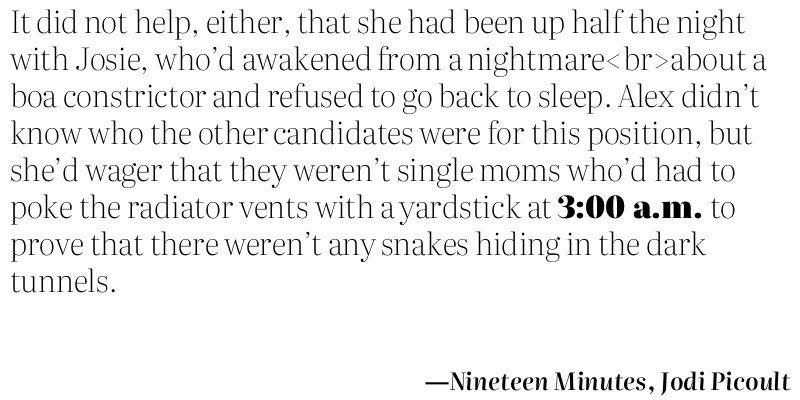 It did not help, either, that she had been up half the night
with Josie, who’d awakened from a nightmare<br>about a
boa constrictor and refused to go back to sleep. Alex didn’t
know who the other candidates were for this position, but
she’d wager that they weren’t single moms who’d had to
poke the radiator vents with a yardstick at 3:00 a.m. to
prove that there weren’t any snakes hiding in the dark
tunnels.
—Nineteen Minutes, Jodi Picoult